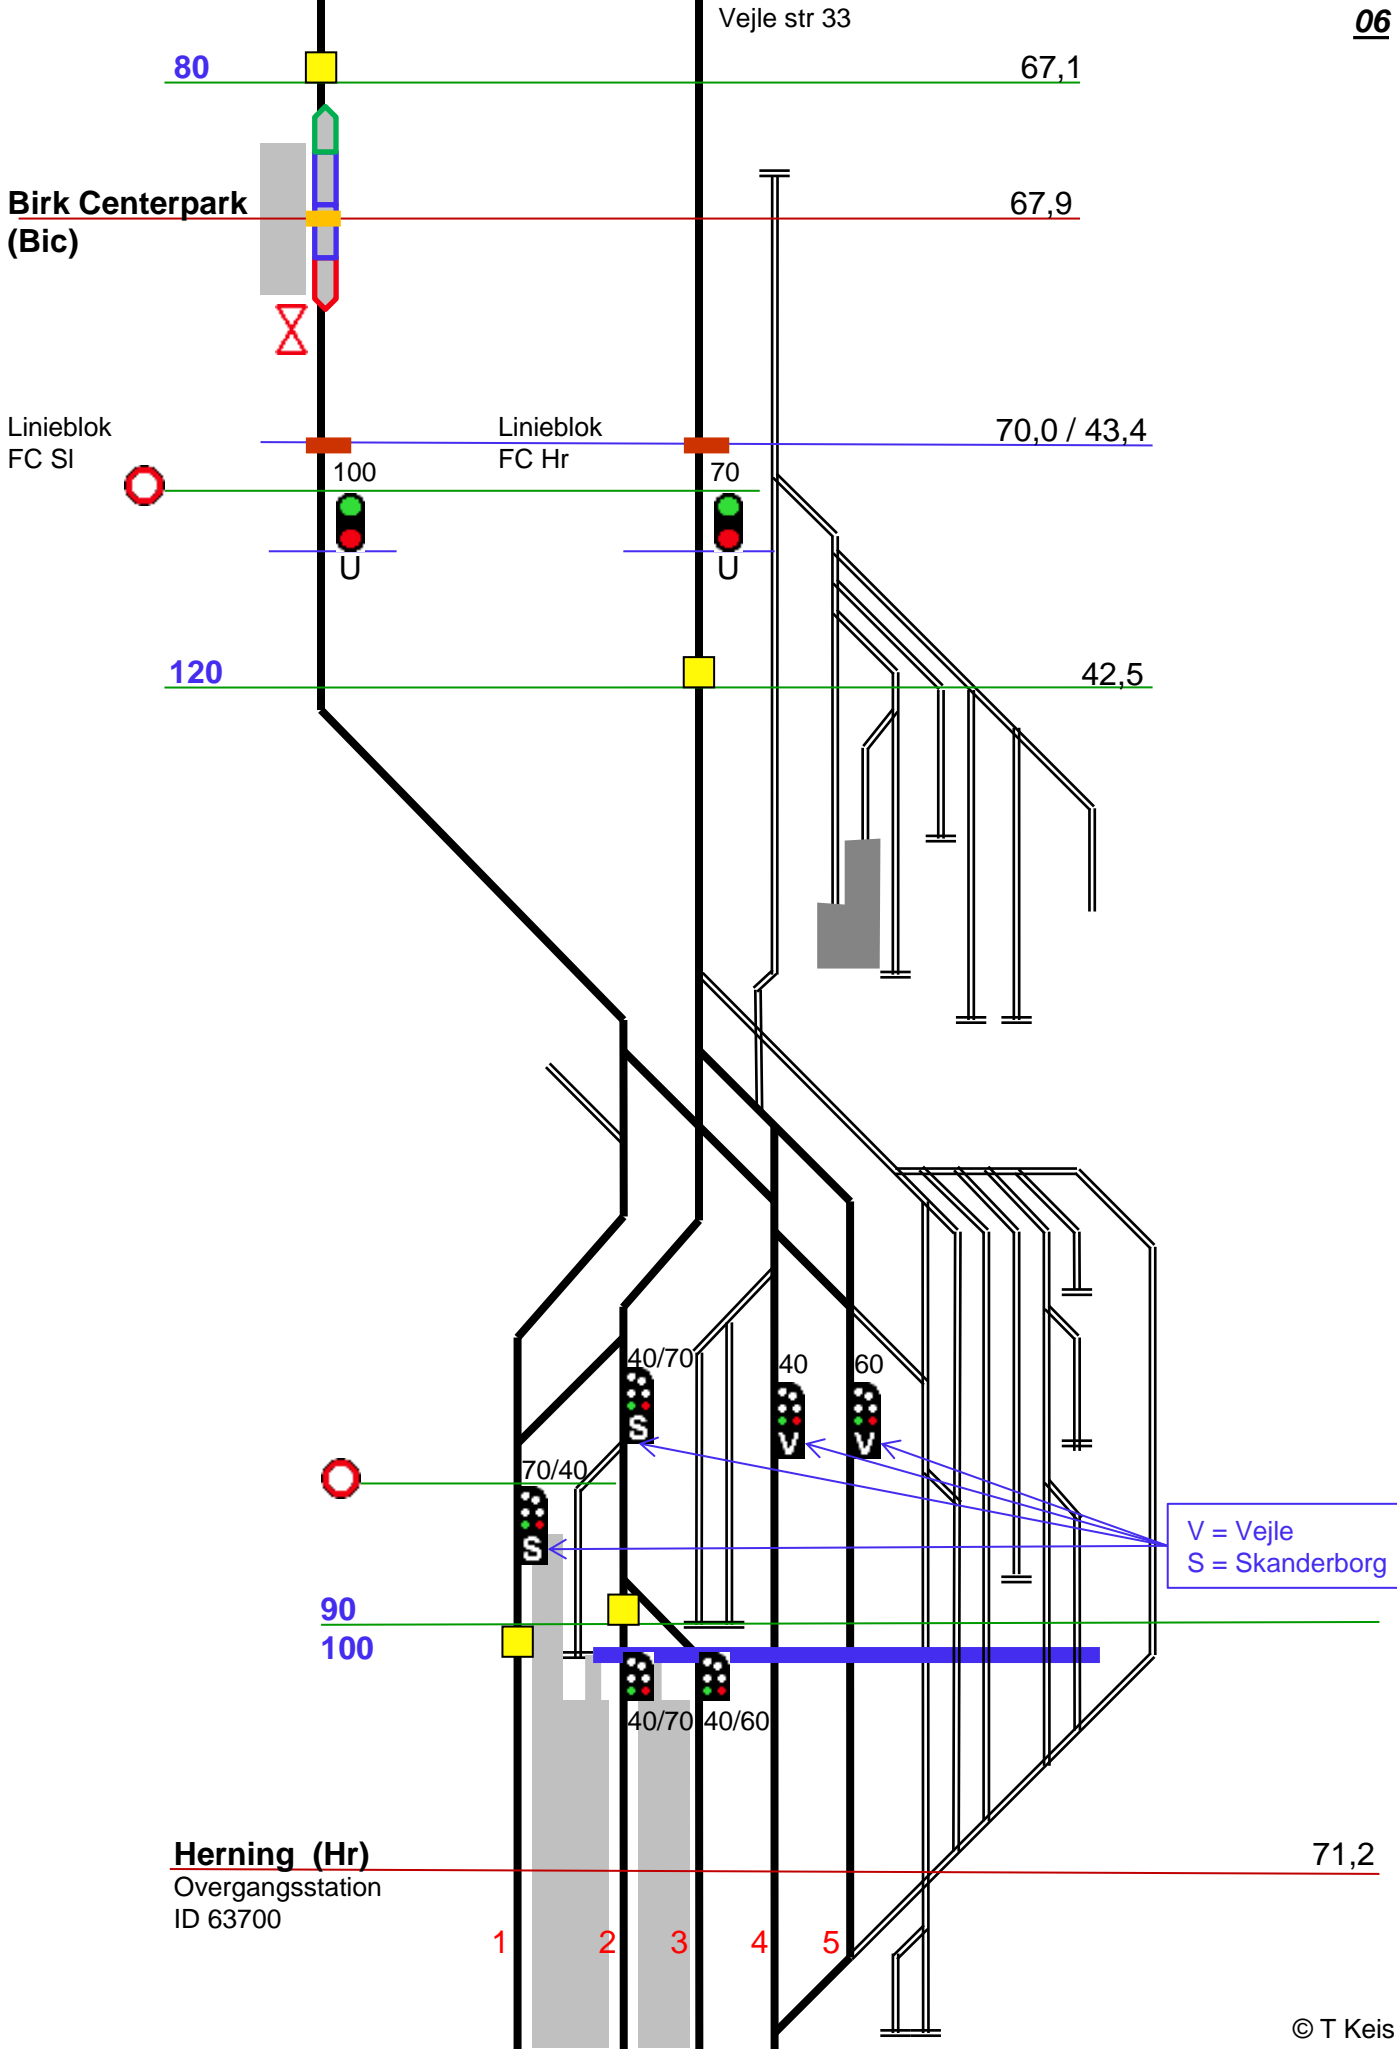 Vejle str 33
06
80
67,1
Birk Centerpark
(Bic)
67,9
Linieblok
FC Sl
Linieblok
FC Hr
70,0 / 43,4
100
70
U
U
120
42,5
40/70
40
60
S
V
V
70/40
S
V = Vejle
S = Skanderborg
90
100
40/70
40/60
Herning (Hr)
Overgangsstation
ID 63700
71,2
1
2
3
4
5
© T Keis